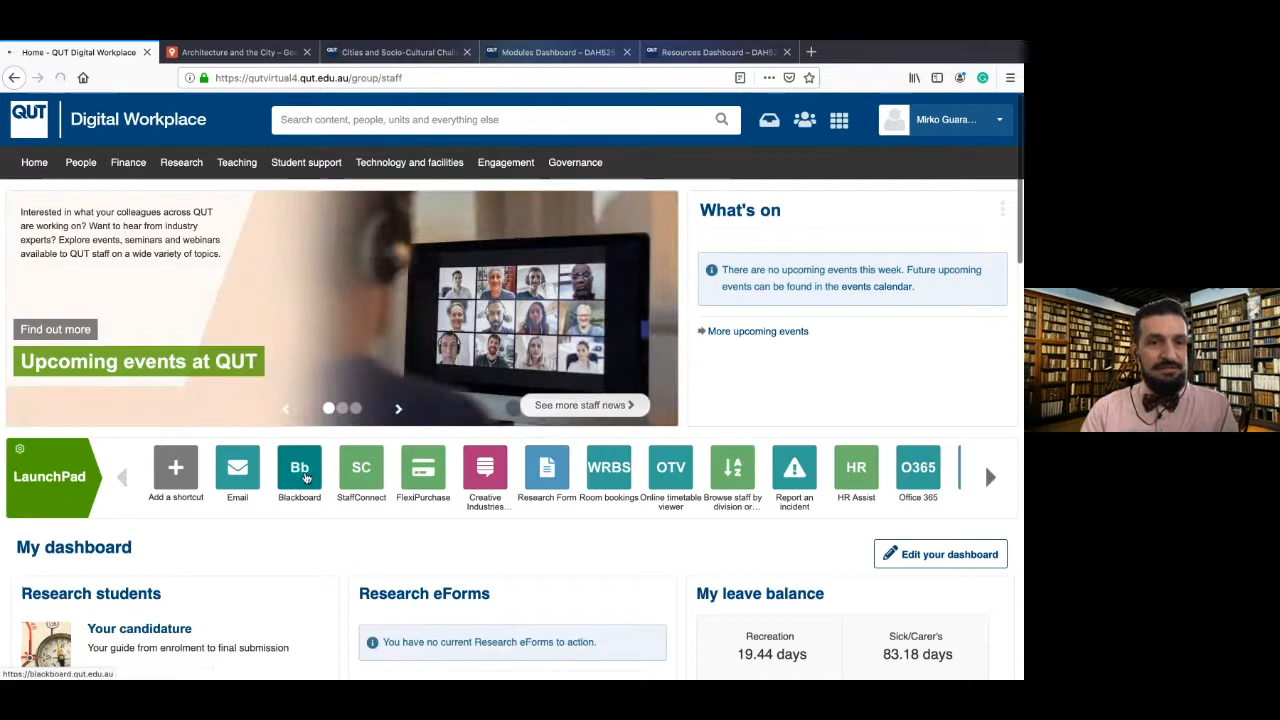 Home - QUT Digital Workplace
Architecture and the City – Goo
Cities and Socio-Cultural Chall
Modules Dashboard – DAH525
Resources Dashboard – DAH52
https://qutvirtual4.qut.edu.au/group/staff
QUT
Digital Workplace
Search content, people, units and everything else
Mirko Guara...
Home
People
Finance
Research
Teaching
Student support
Technology and facilities
Engagement
Governance
Interested in what your colleagues across QUT
are working on? Want to hear from industry
experts? Explore events, seminars and webinars
available to QUT staff on a wide variety of topics.
Find out more
Upcoming events at QUT
See more staff news
What's on
There are no upcoming events this week. Future upcoming
events can be found in the events calendar.
More upcoming events
LaunchPad
Add a shortcut
Email
Bb
Blackboard
SC
StaffConnect
FlexiPurchase
Creative
Industries...
Research Form
WRBS
Room bookings
OTV
Online timetable
viewer
Browse staff by
division or...
Report an
incident
HR
HR Assist
O365
Office 365
My dashboard
Edit your dashboard
Research students
Your candidature
Your guide from enrolment to final submission
Research eForms
You have no current Research eForms to action.
My leave balance
Recreation
19.44 days
Sick/Carer's
83.18 days
https://blackboard.qut.edu.au